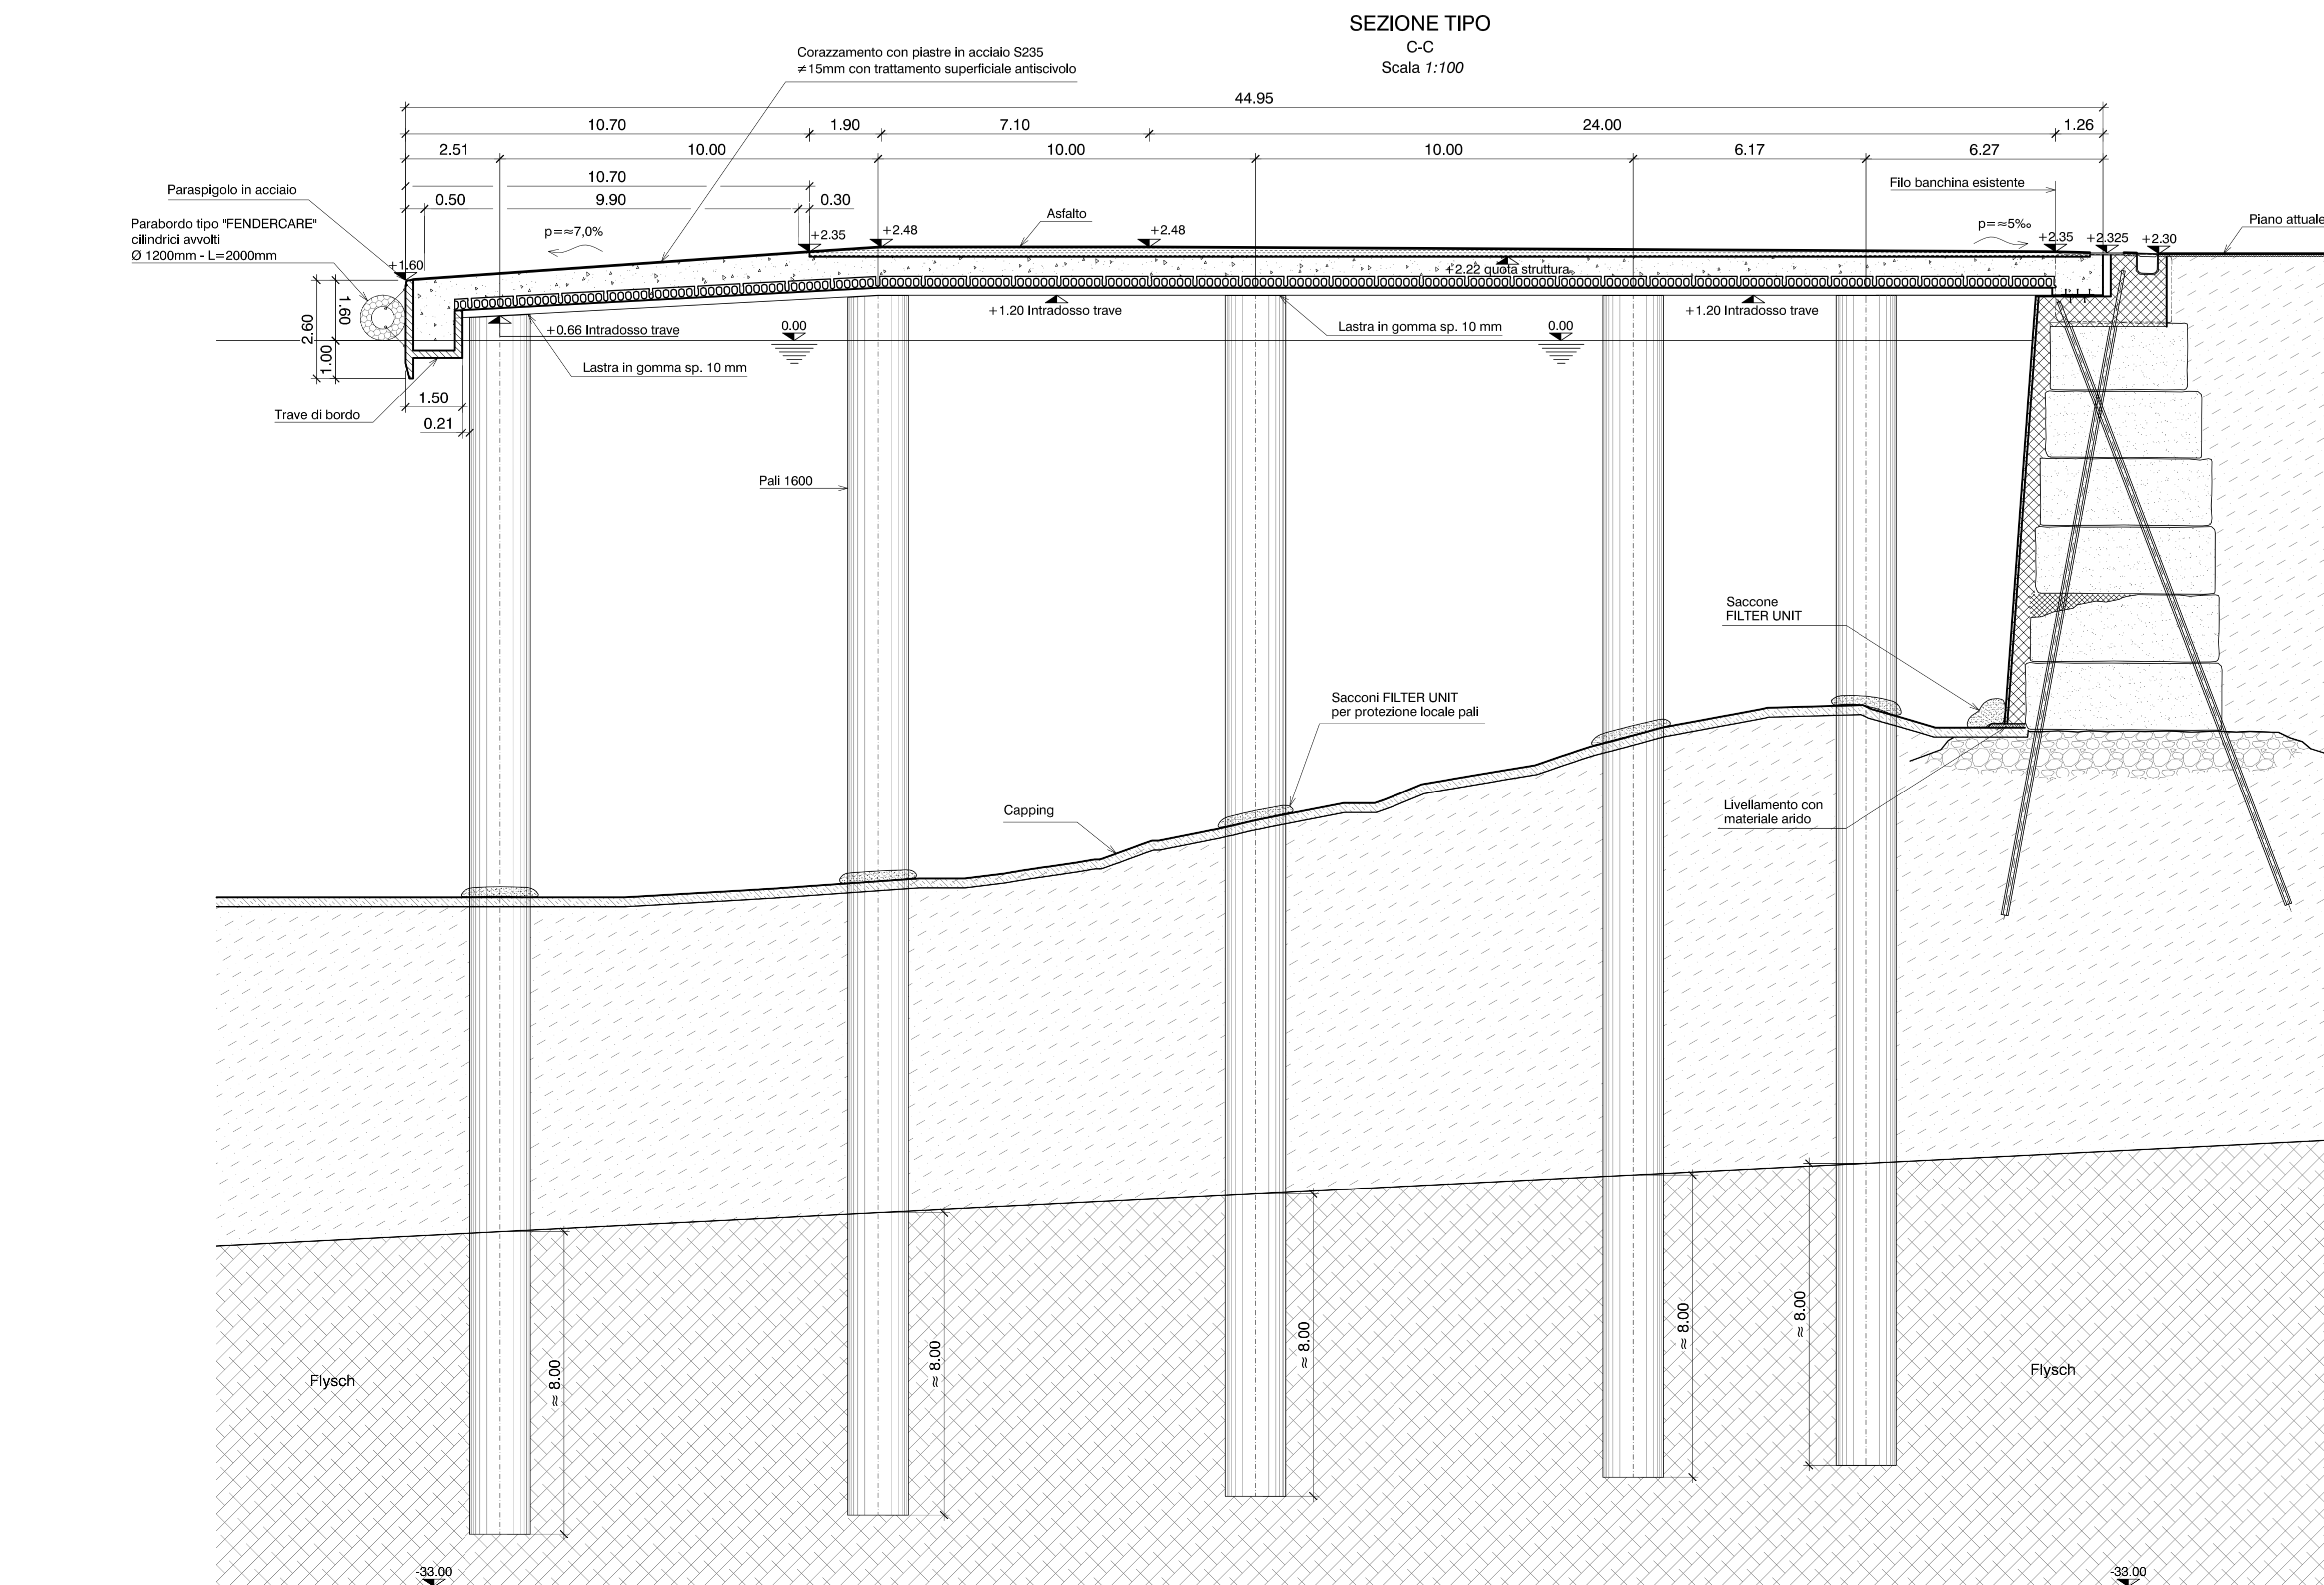 SEZIONE TIPO
C-C
Scala 1:100
Corazzamento con piastre in acciaio S235
≠15mm con trattamento superficiale antiscivolo
44.95
10.70
1.90
7.10
24.00
1.26
2.51
10.00
10.00
10.00
6.17
6.27
10.70
0.50
9.90
0.30
Paraspigolo in acciaio
Parabordo tipo "FENDERCARE"
cilindrici avvolti
Ø 1200mm - L=2000mm
Filo banchina esistente
Piano attuale
Asfalto
p=≈7,0%
p=≈5‰
+1.60
+2.35
+2.48
+2.48
+2.35
+2.325
+2.30
+2.22 quota struttura
+1.20 Intradosso trave
+1.20 Intradosso trave
+0.66 Intradosso trave
0.00
0.00
Lastra in gomma sp. 10 mm
Lastra in gomma sp. 10 mm
2.60
1.60
1.00
1.50
0.21
Trave di bordo
Pali 1600
Saccone
FILTER UNIT
Sacconi FILTER UNIT
per protezione locale pali
Capping
Livellamento con
materiale arido
≈ 8.00
≈ 8.00
≈ 8.00
≈ 8.00
≈ 8.00
Flysch
Flysch
-33.00
-33.00